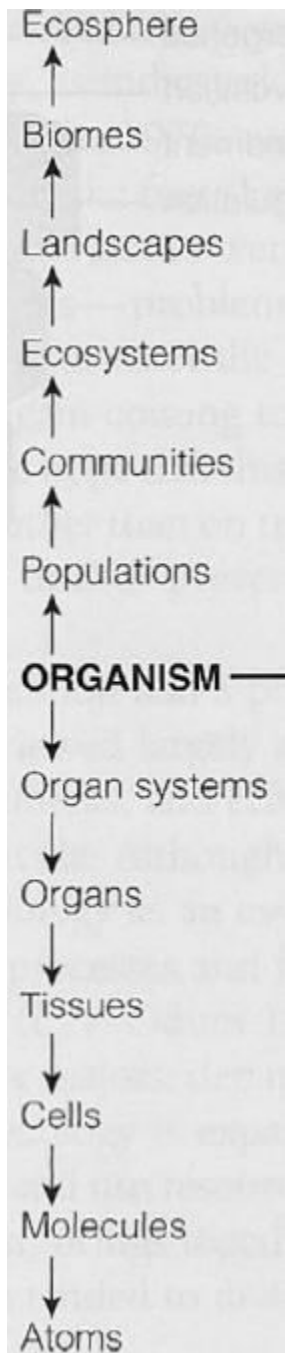 Ecosphere
Biomes
Landscapes
Ecosystems
Communities
Populations
ORGANISM
Organ systems
Organs
Tissues
Cells
Molecules
Atoms